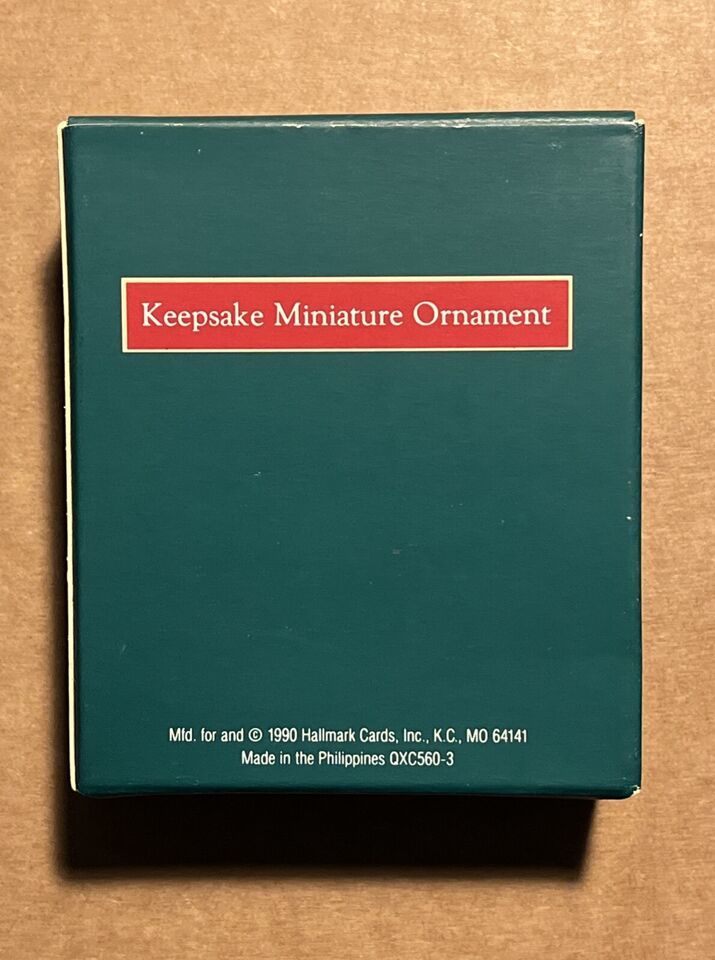 Keepsake Miniature Ornament
Mfd. for and © 1990 Hallmark Cards, Inc., K.C., MO 64141
Made in the Philippines QXC560-3